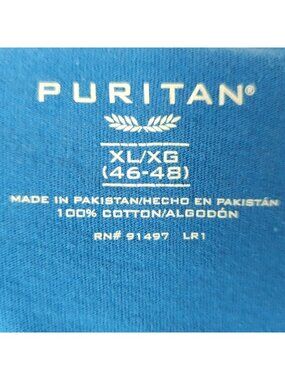 PURITAN®
XL/XG
(46-48)
MADE IN PAKISTAN/HECHO EN PAKISTÁN
100% COTTON/ALGODÓN
RN# 91497 LR1